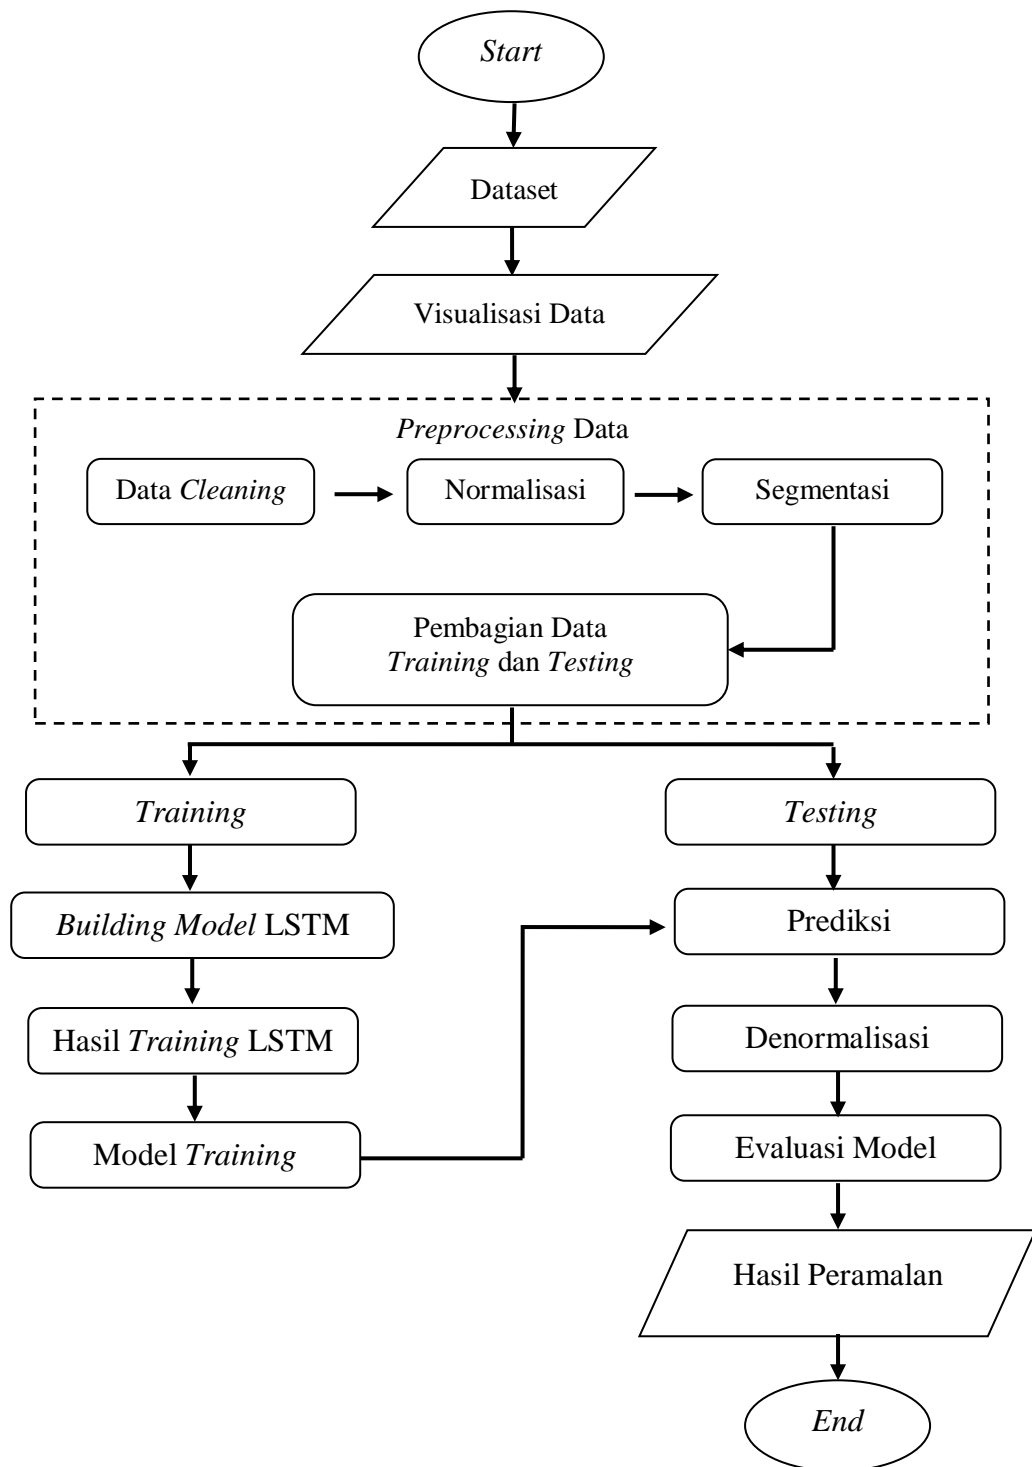 Start
Dataset
Visualisasi Data
Preprocessing Data
Data Cleaning
Normalisasi
Segmentasi
Pembagian Data
Training dan Testing
Training
Building Model LSTM
Hasil Training LSTM
Model Training
Testing
Prediksi
Denormalisasi
Evaluasi Model
Hasil Peramalan
End